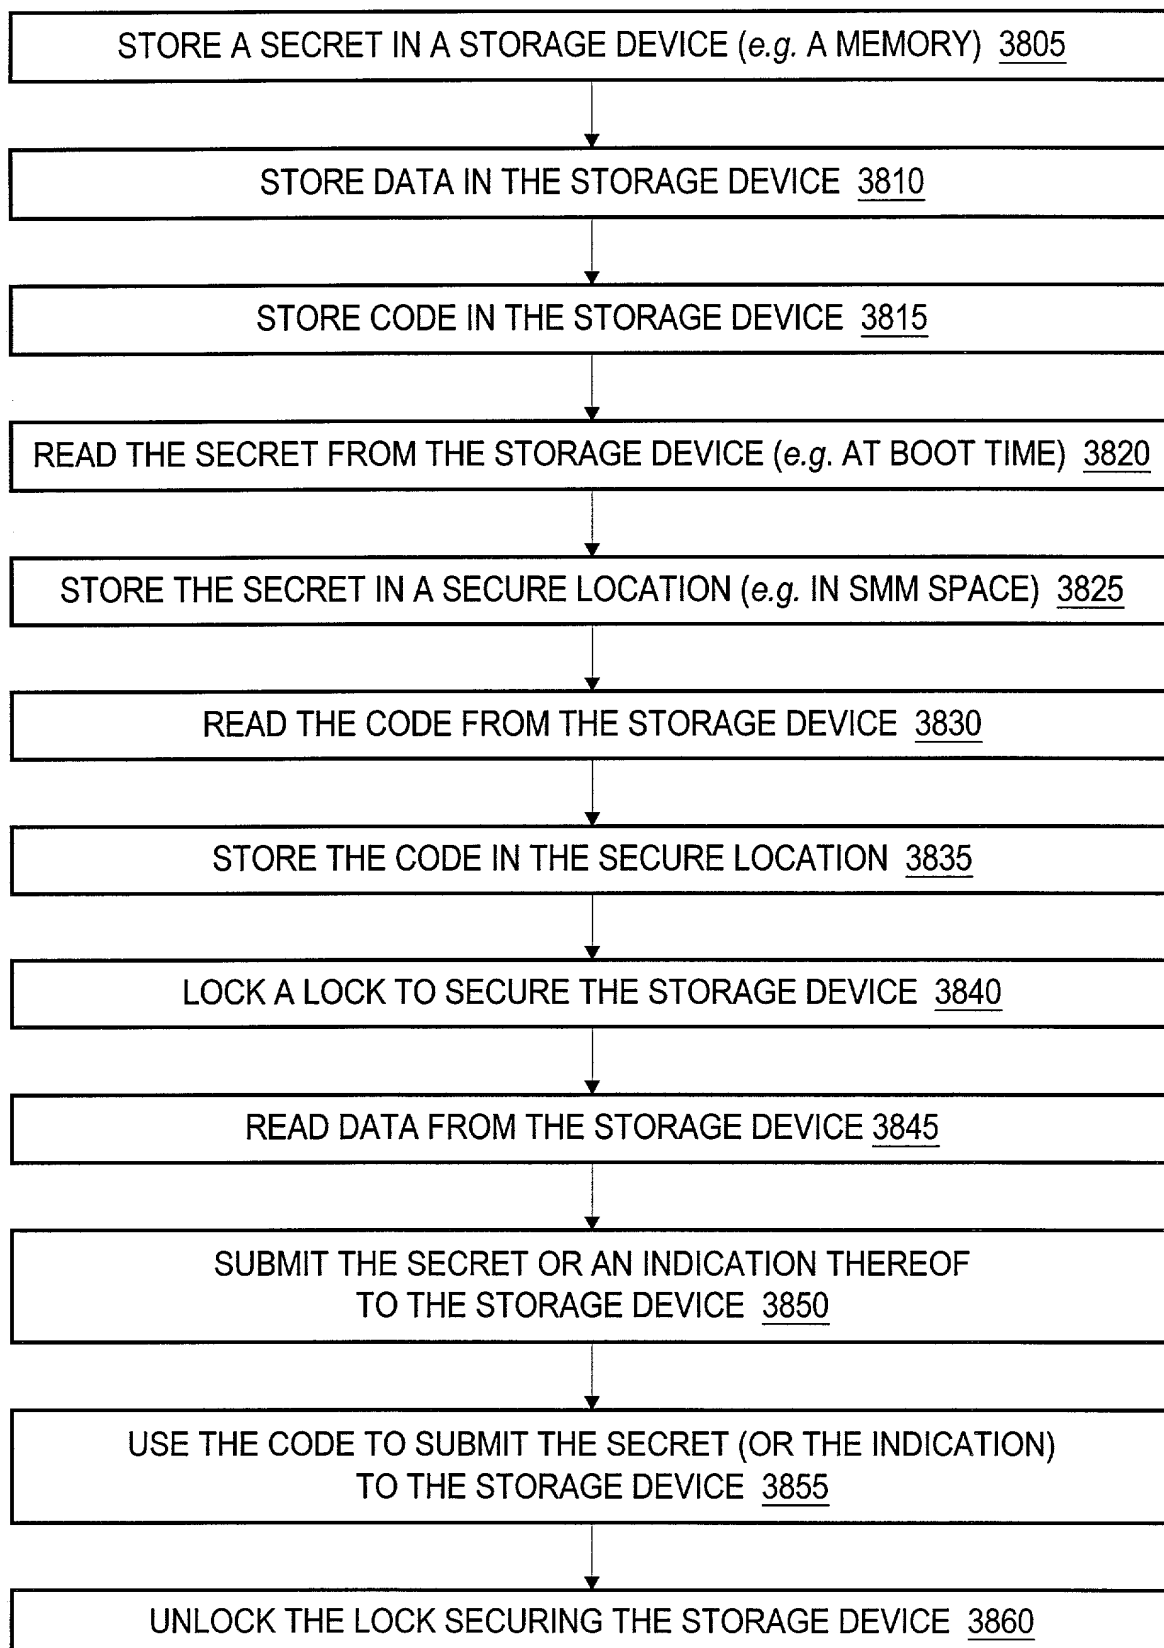 STORE A SECRET IN A STORAGE DEVICE (e.g. A MEMORY) 3805
STORE DATA IN THE STORAGE DEVICE 3810
STORE CODE IN THE STORAGE DEVICE 3815
READ THE SECRET FROM THE STORAGE DEVICE (e.g. AT BOOT TIME) 3820
STORE THE SECRET IN A SECURE LOCATION (e.g. IN SMM SPACE) 3825
READ THE CODE FROM THE STORAGE DEVICE 3830
STORE THE CODE IN THE SECURE LOCATION 3835
LOCK A LOCK TO SECURE THE STORAGE DEVICE 3840
READ DATA FROM THE STORAGE DEVICE 3845
SUBMIT THE SECRET OR AN INDICATION THEREOF
TO THE STORAGE DEVICE 3850
USE THE CODE TO SUBMIT THE SECRET (OR THE INDICATION)
TO THE STORAGE DEVICE 3855
UNLOCK THE LOCK SECURING THE STORAGE DEVICE 3860